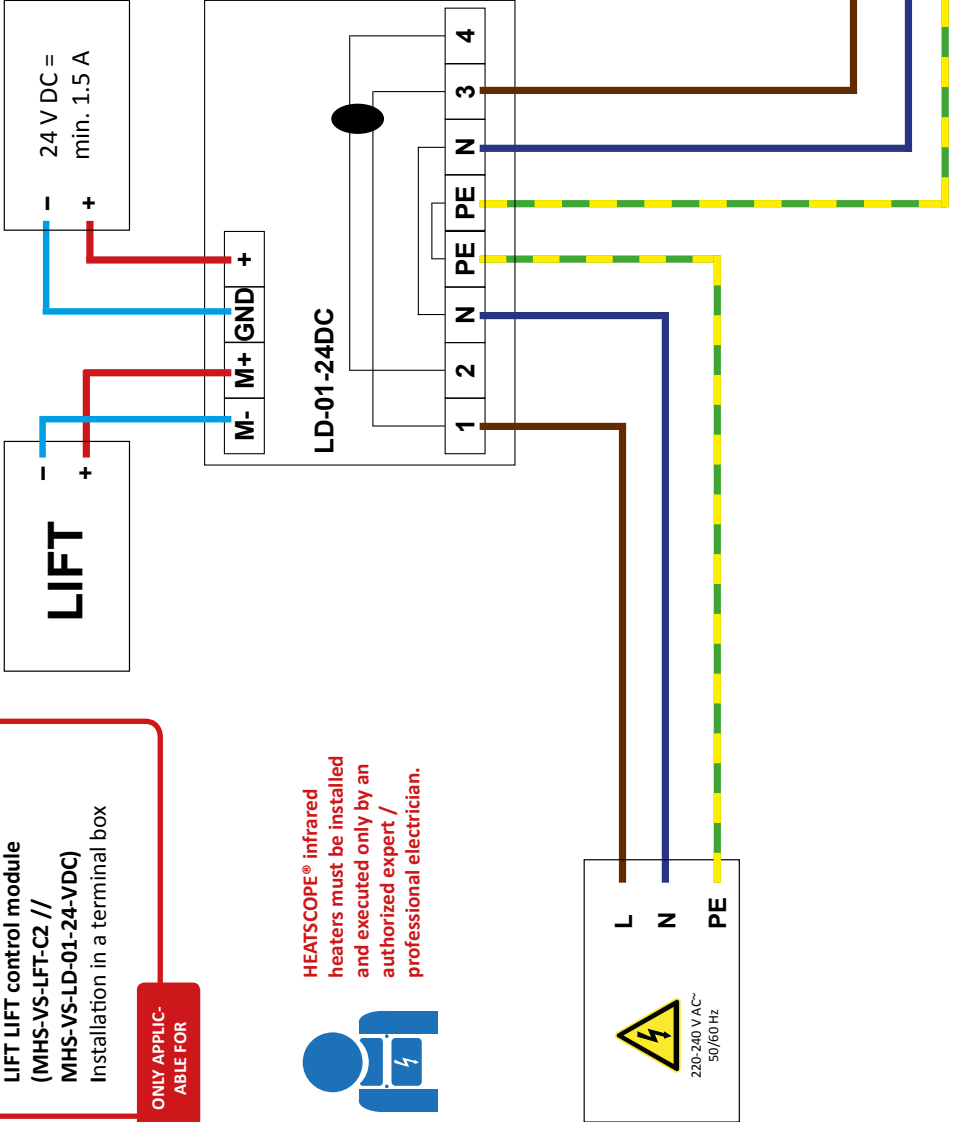 LIFT LIFT control module
(MHS-VS-LFT-C2 //
MHS-VS-LD-01-24-VDC)
Installation in a terminal box
ONLY APPLIC-
ABLE FOR
LIFT
–
+
24 V DC =
min. 1.5 A
–
+
M- M+ GND +
LD-01-24DC
1 2 N PE PE N 3 4
HEATSCOPE® infrared
heaters must be installed
and executed only by an
authorized expert /
professional electrician.
220-240 V AC~
50/60 Hz
L
N
PE